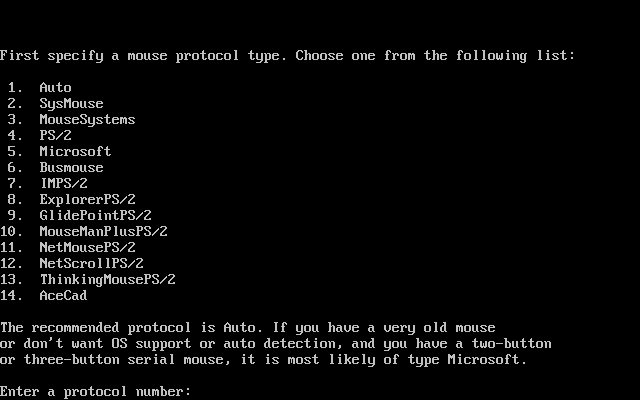 First specify a mouse protocol type. Choose one from the following list:
1. Auto
2. SysMouse
3. MouseSystems
4. PS/2
5. Microsoft
6. Busmouse
7. IMPS/2
8. ExplorerPS/2
9. GlidePointPS/2
10. MouseManPlusPS/2
11. NetMousePS/2
12. NetScrollPS/2
13. ThinkingMousePS/2
14. AceCad
The recommended protocol is Auto. If you have a very old mouse
or don't want OS support or auto detection, and you have a two-button
or three-button serial mouse, it is most likely of type Microsoft.
Enter a protocol number: